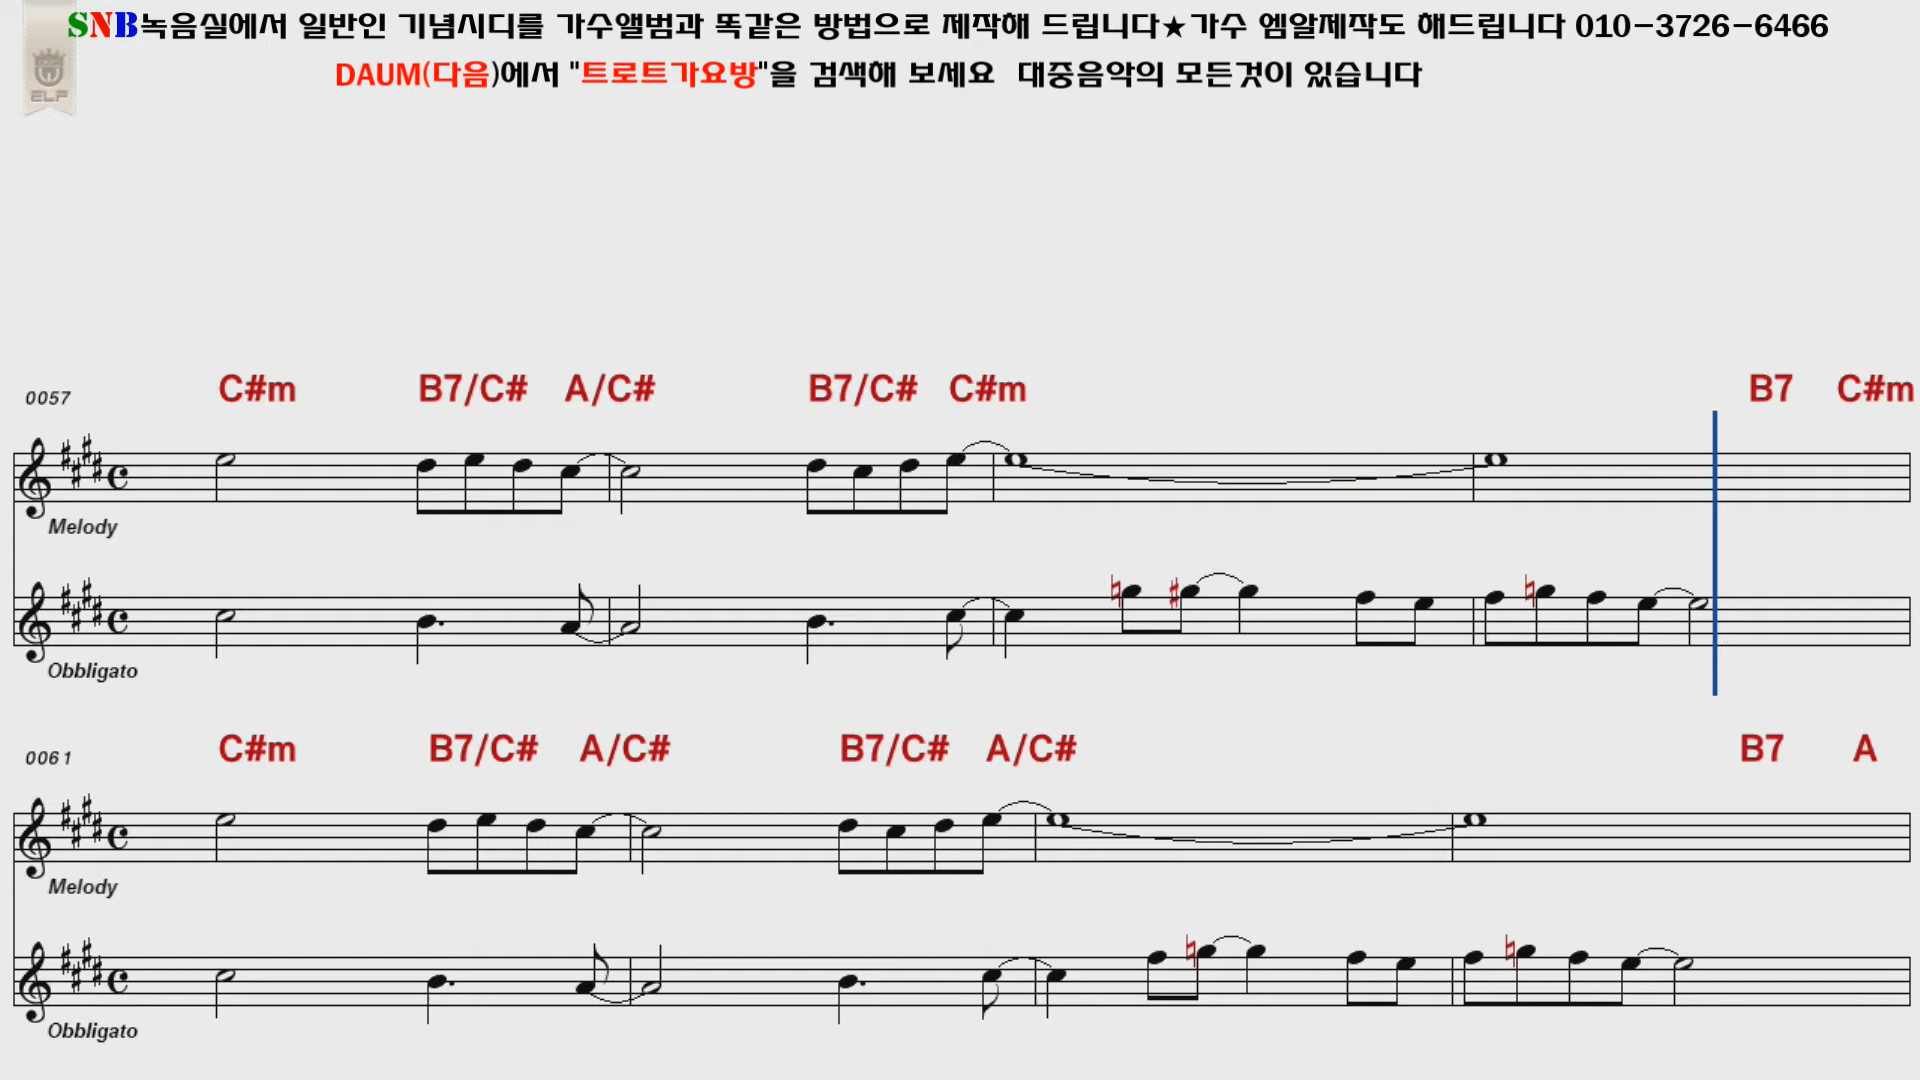 SNB녹음실에서 일반인 기념시디를 가수앨범과 똑같은 방법으로 제작해 드립니다★가수 엠알제작도 해드립니다 010-3726-6466
DAUM(다음)에서 "트로트가요방"을 검색해 보세요 대중음악의 모든것이 있습니다
ELF
0057 C#m B7/C# A/C# B7/C# C#m B7 C#m
Melody
Obbligato
0061 C#m B7/C# A/C# B7/C# A/C# B7 A
Melody
Obbligato